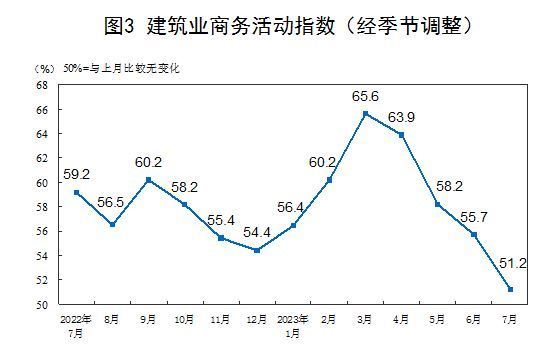 图3 建筑业商务活动指数（经季节调整）
（%） 50%=与上月比较无变化
68
66
64
62
60
58
56
54
52
50
59.2
56.5
60.2
58.2
55.4
54.4
56.4
60.2
65.6
63.9
58.2
55.7
51.2
2022年
7月
8月
9月
10月
11月
12月
2023年
1月
2月
3月
4月
5月
6月
7月